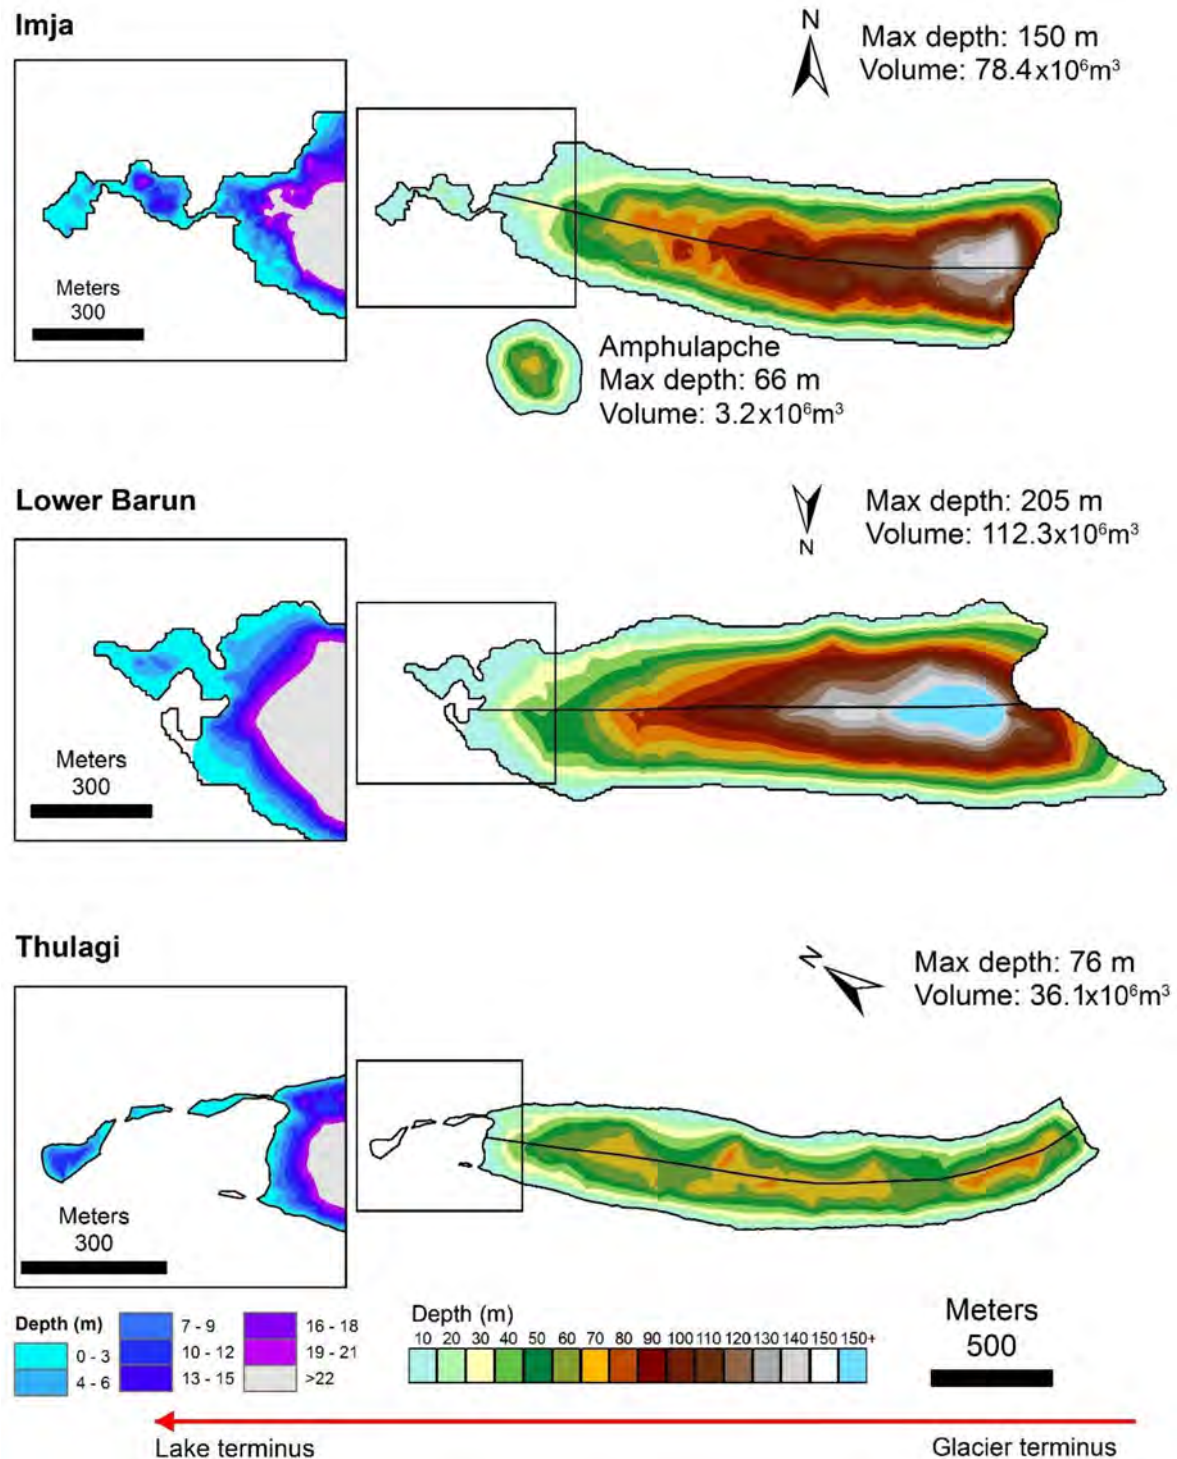 Imja
N
Max depth: 150 m
Volume: 78.4x10⁶m³
Meters
300
Amphulapche
Max depth: 66 m
Volume: 3.2x10⁶m³
Lower Barun
N
Max depth: 205 m
Volume: 112.3x10⁶m³
Meters
300
Thulagi
N
Max depth: 76 m
Volume: 36.1x10⁶m³
Meters
300
Depth (m)
0 - 3
4 - 6
7 - 9
10 - 12
13 - 15
16 - 18
19 - 21
>22
Depth (m)
10 20 30 40 50 60 70 80 90 100 110 120 130 140 150 150+
Meters
500
Lake terminus
Glacier terminus